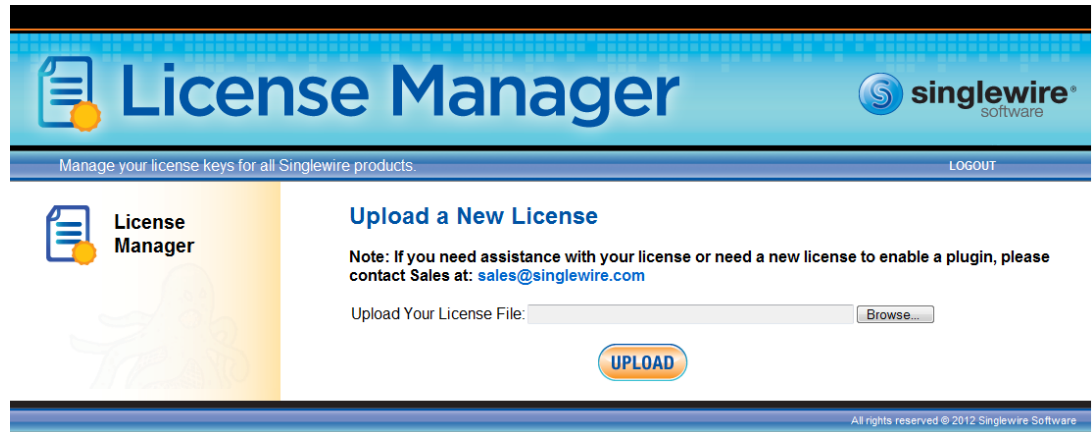 License Manager
singlewire®
software
Manage your license keys for all Singlewire products.
LOGOUT
License
Manager
Upload a New License
Note: If you need assistance with your license or need a new license to enable a plugin, please
contact Sales at: sales@singlewire.com
Upload Your License File:
Browse...
UPLOAD
All rights reserved © 2012 Singlewire Software